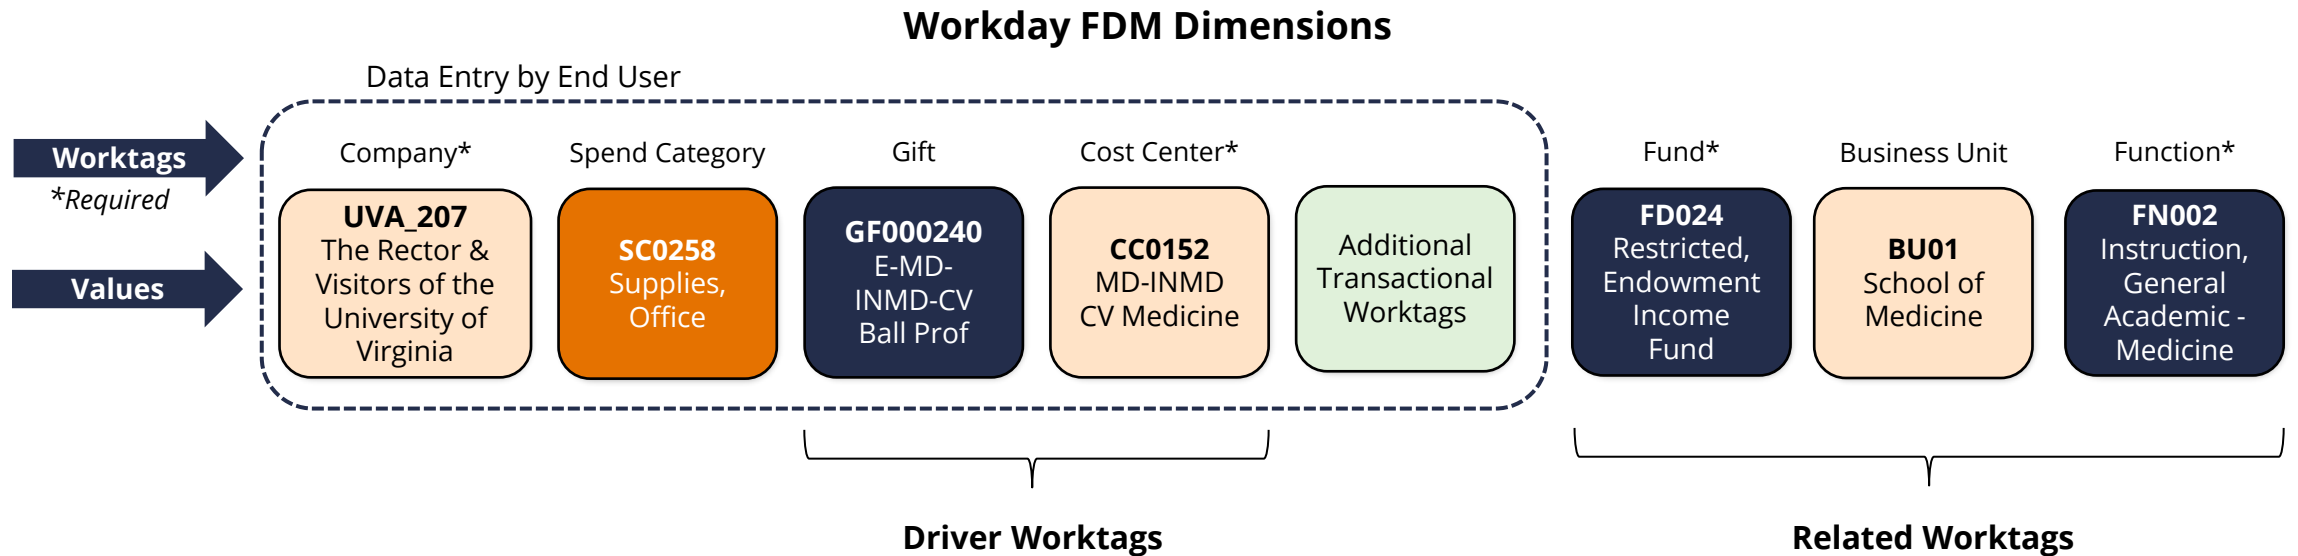 Workday FDM Dimensions
Data Entry by End User
Worktags
*Required
Values
Company*
UVA_207
The Rector &
Visitors of the
University of
Virginia
Spend Category
SC0258
Supplies,
Office
Gift
GF000240
E-MD-
INMD-CV
Ball Prof
Cost Center*
CC0152
MD-INMD
CV Medicine
Additional
Transactional
Worktags
Fund*
FD024
Restricted,
Endowment
Income
Fund
Business Unit
BU01
School of
Medicine
Function*
FN002
Instruction,
General
Academic -
Medicine
Driver Worktags
Related Worktags